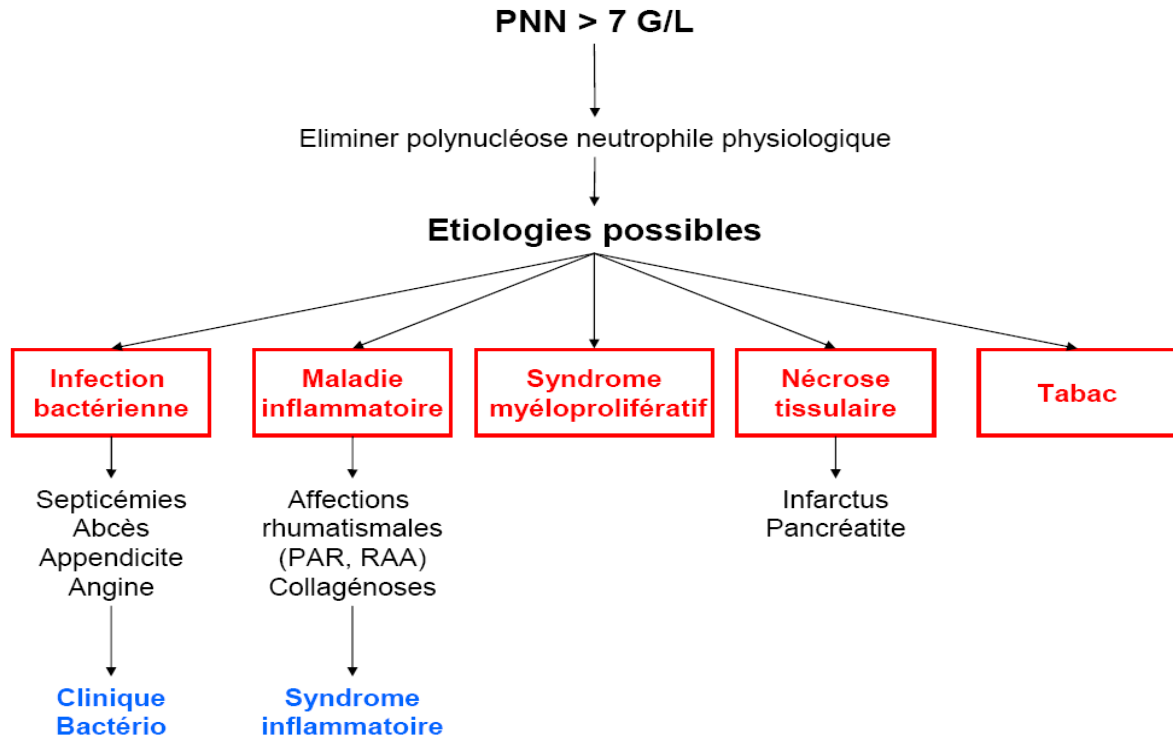 PNN > 7 G/L
Eliminer polynucléose neutrophile physiologique
Etiologies possibles
Infection
bactérienne
Maladie
inflammatoire
Syndrome
myéloprolifératif
Nécrose
tissulaire
Tabac
Septicémies
Abcès
Appendicite
Angine
Affections
rhumatismales
(PAR, RAA)
Collagénoses
Infarctus
Pancréatite
Clinique
Bactério
Syndrome
inflammatoire